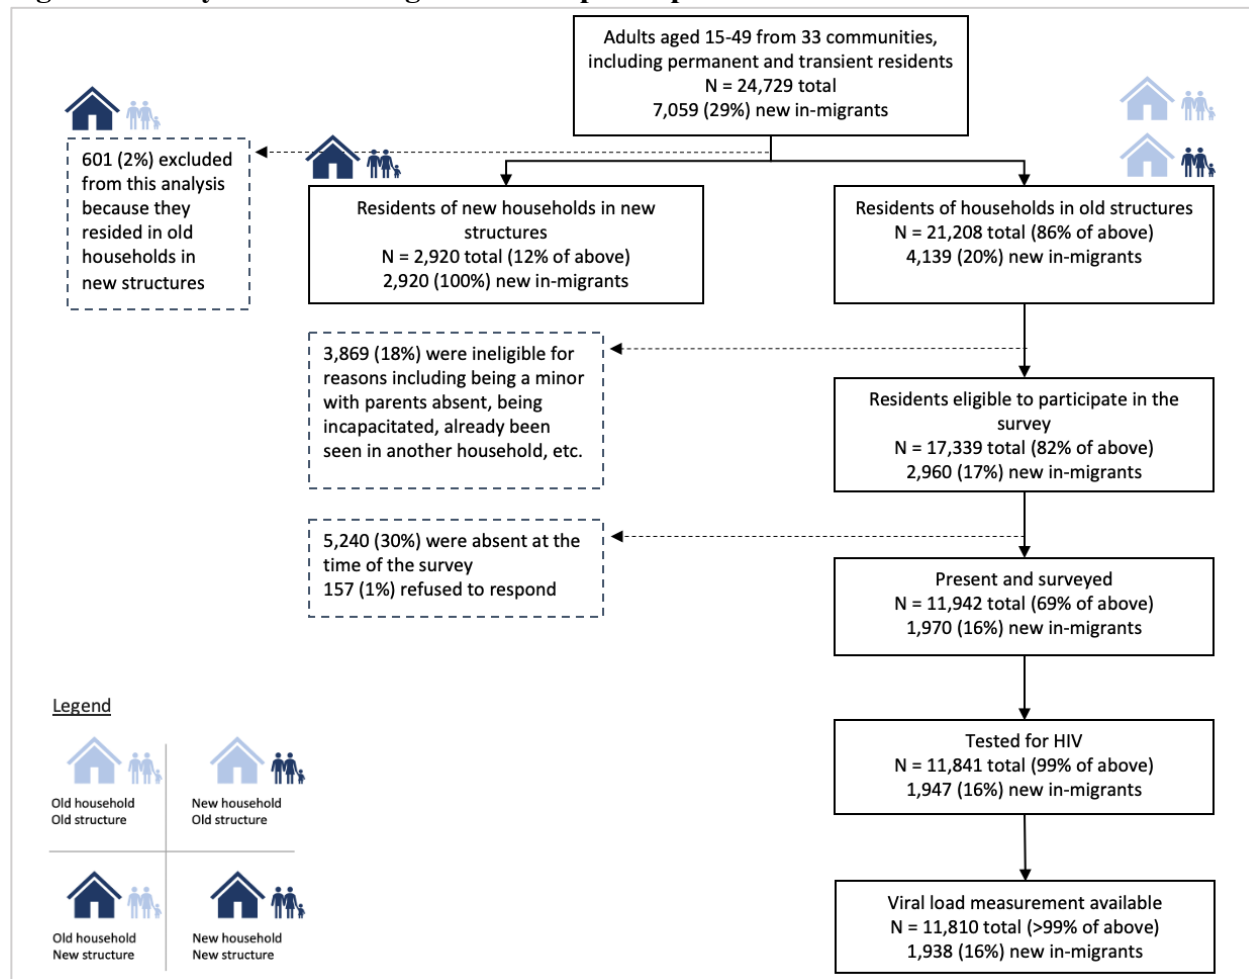 Adults aged 15-49 from 33 communities,
including permanent and transient residents
N = 24,729 total
7,059 (29%) new in-migrants
601 (2%) excluded
from this analysis
because they
resided in old
households in
new structures
Residents of new households in new
structures
N = 2,920 total (12% of above)
2,920 (100%) new in-migrants
Residents of households in old structures
N = 21,208 total (86% of above)
4,139 (20%) new in-migrants
3,869 (18%) were ineligible for
reasons including being a minor
with parents absent, being
incapacitated, already been
seen in another household, etc.
Residents eligible to participate in the
survey
N = 17,339 total (82% of above)
2,960 (17%) new in-migrants
5,240 (30%) were absent at the
time of the survey
157 (1%) refused to respond
Present and surveyed
N = 11,942 total (69% of above)
1,970 (16%) new in-migrants
Tested for HIV
N = 11,841 total (99% of above)
1,947 (16%) new in-migrants
Viral load measurement available
N = 11,810 total (>99% of above)
1,938 (16%) new in-migrants
Legend
Old household
Old structure
New household
Old structure
Old household
New structure
New household
New structure